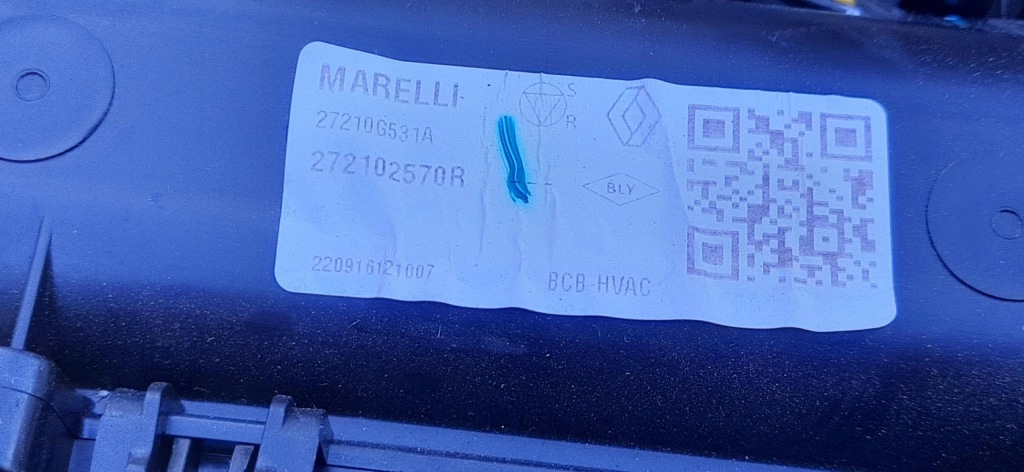 MARELLI
27210G531A
272102570R
S
R
BLY
220916121007
BCB-HVAC